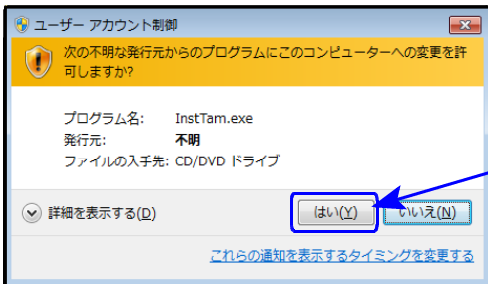 ユーザー アカウント制御
次の不明な発行元からのプログラムにこのコンピューターへの変更を許
可しますか?
プログラム名: InstTam.exe
発行元: 不明
ファイルの入手先: CD/DVD ドライブ
詳細を表示する(D) はい(Y) いいえ(N)
これらの通知を表示するタイミングを変更する